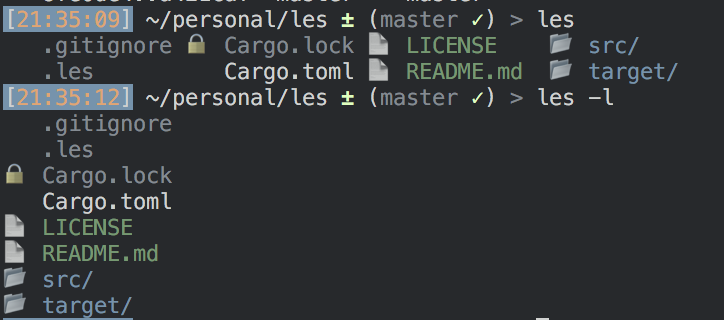 [21:35:09] ~/personal/les ± (master ✓) > les
.gitignore 🔒 Cargo.lock 📄 LICENSE 📂 src/
.les Cargo.toml 📄 README.md 📂 target/
[21:35:12] ~/personal/les ± (master ✓) > les -l
.gitignore
.les
🔒 Cargo.lock
Cargo.toml
📄 LICENSE
📄 README.md
📂 src/
📂 target/